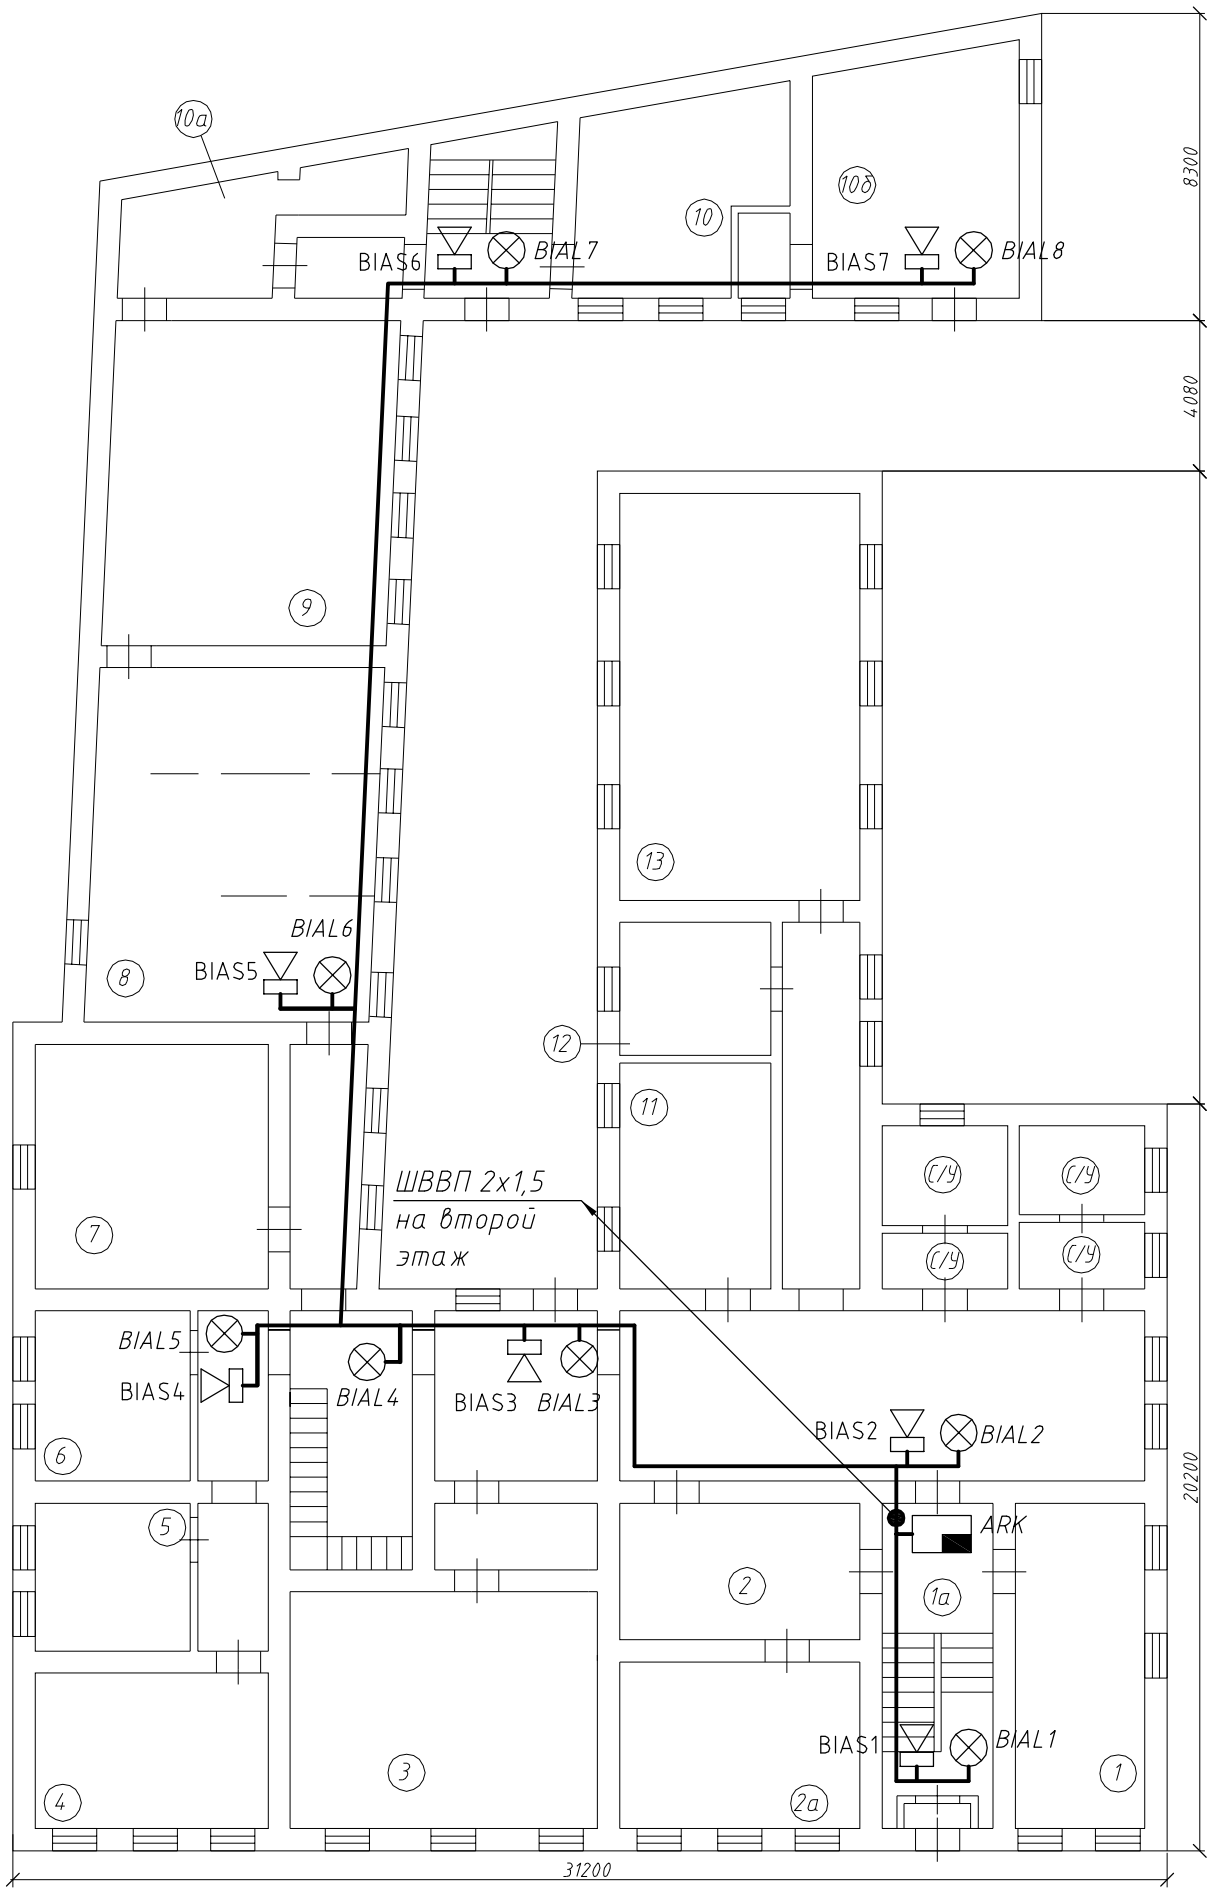 10а
8300
10б
10
BIAS6
BIAL7
BIAS7
BIAL8
4080
9
13
BIAL6
BIAS5
8
12
11
ШВВП 2х1,5
на второй
этаж
С/У
С/У
7
С/У
С/У
BIAL5
BIAS4
BIAL4
BIAS3
BIAL3
BIAS2
BIAL2
6
20200
5
ARK
2
1а
BIAS1
BIAL1
3
1
4
2а
31200